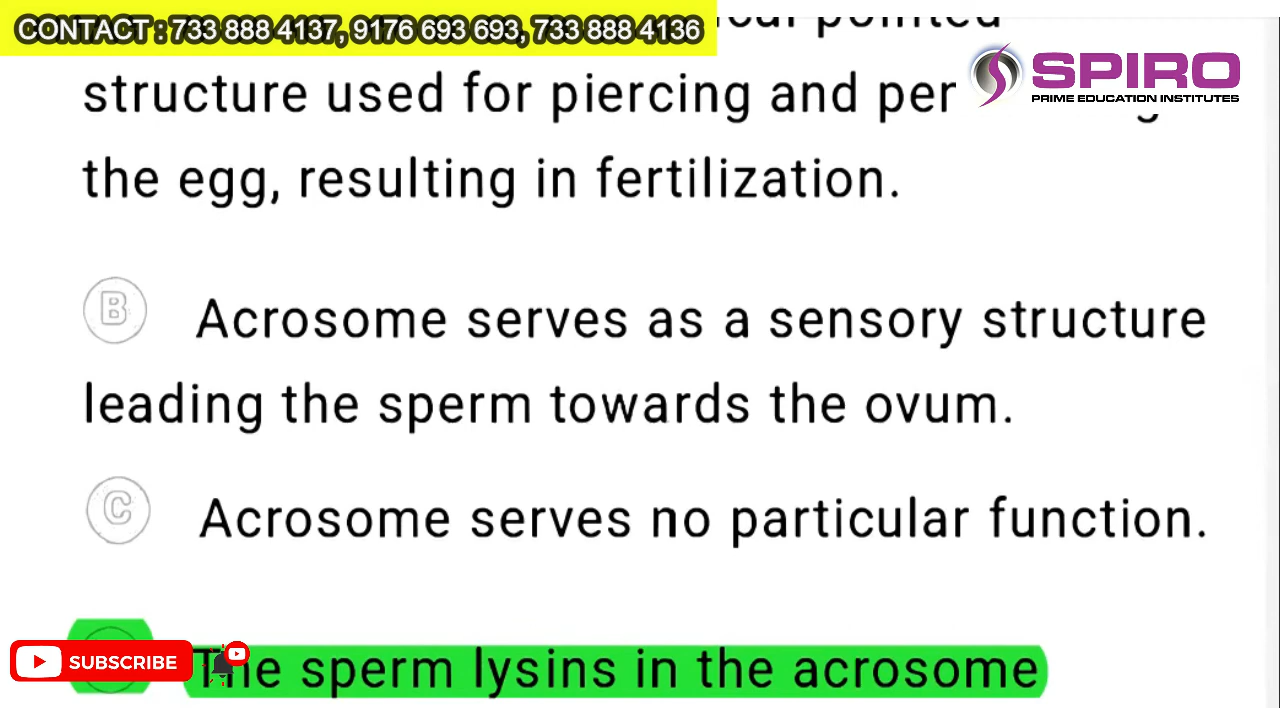 CONTACT : 733 888 4137, 9176 693 693, 733 888 4136
pointed
SPIRO
PRIME EDUCATION INSTITUTES
structure used for piercing and per
the egg, resulting in fertilization.
B Acrosome serves as a sensory structure
leading the sperm towards the ovum.
C Acrosome serves no particular function.
SUBSCRIBE
The sperm lysins in the acrosome